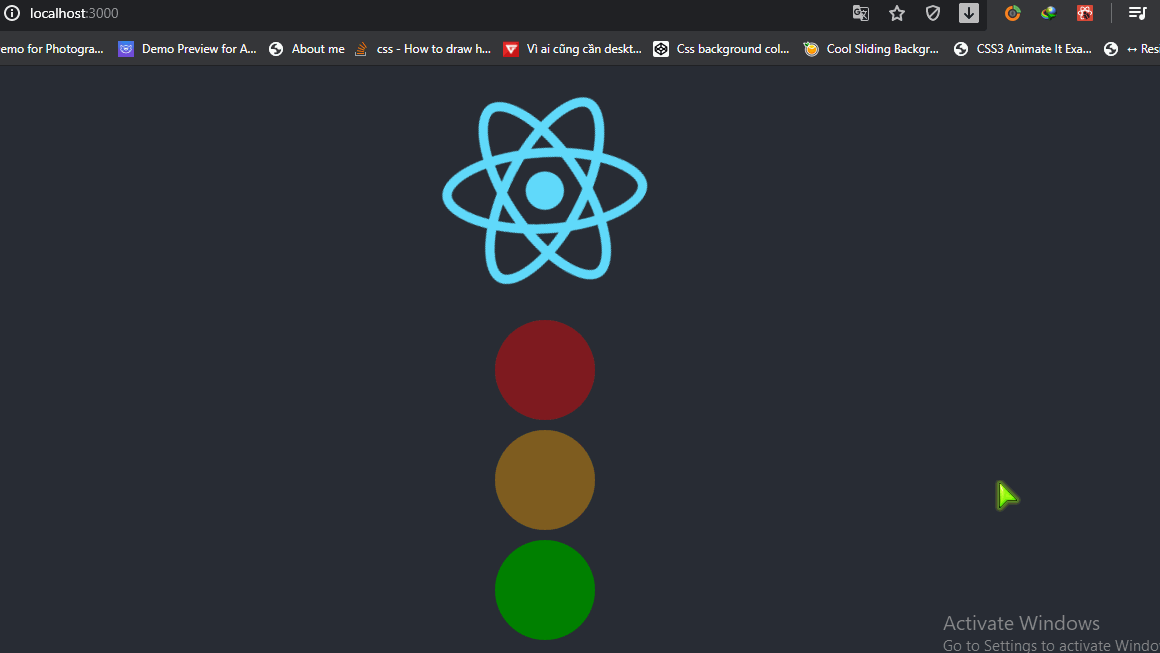 localhost:3000
emo for Photogra... Demo Preview for A... About me css - How to draw h... Vì ai cũng cần deskt... Css background col... Cool Sliding Backgr... CSS3 Animate It Exa... ↔ Resi
Activate Windows
Go to Settings to activate Windo